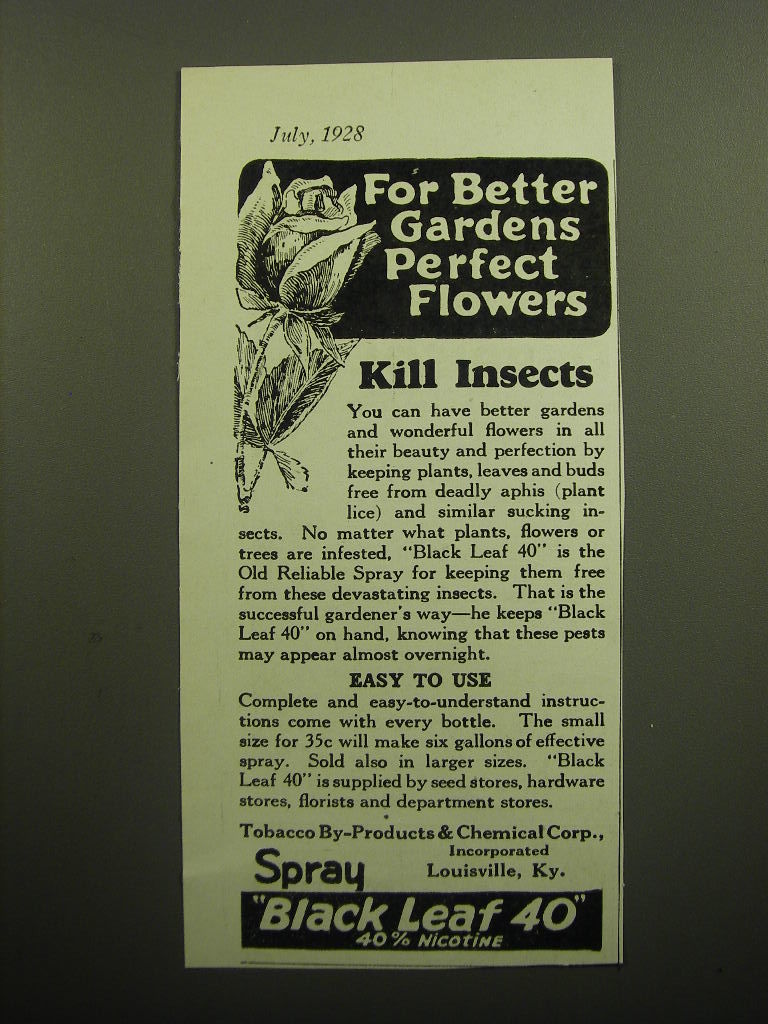 July, 1928
For Better
Gardens
Perfect
Flowers
Kill Insects
You can have better gardens
and wonderful flowers in all
their beauty and perfection by
keeping plants, leaves and buds
free from deadly aphis (plant
lice) and similar sucking in-
sects. No matter what plants, flowers or
trees are infested, "Black Leaf 40" is the
Old Reliable Spray for keeping them free
from these devastating insects. That is the
successful gardener's way—he keeps "Black
Leaf 40" on hand, knowing that these pests
may appear almost overnight.
EASY TO USE
Complete and easy-to-understand instruc-
tions come with every bottle. The small
size for 35c will make six gallons of effective
spray. Sold also in larger sizes. "Black
Leaf 40" is supplied by seed stores, hardware
stores, florists and department stores.
Tobacco By-Products & Chemical Corp.,
Incorporated
Louisville, Ky.
Spray
"Black Leaf 40"
40% NICOTINE